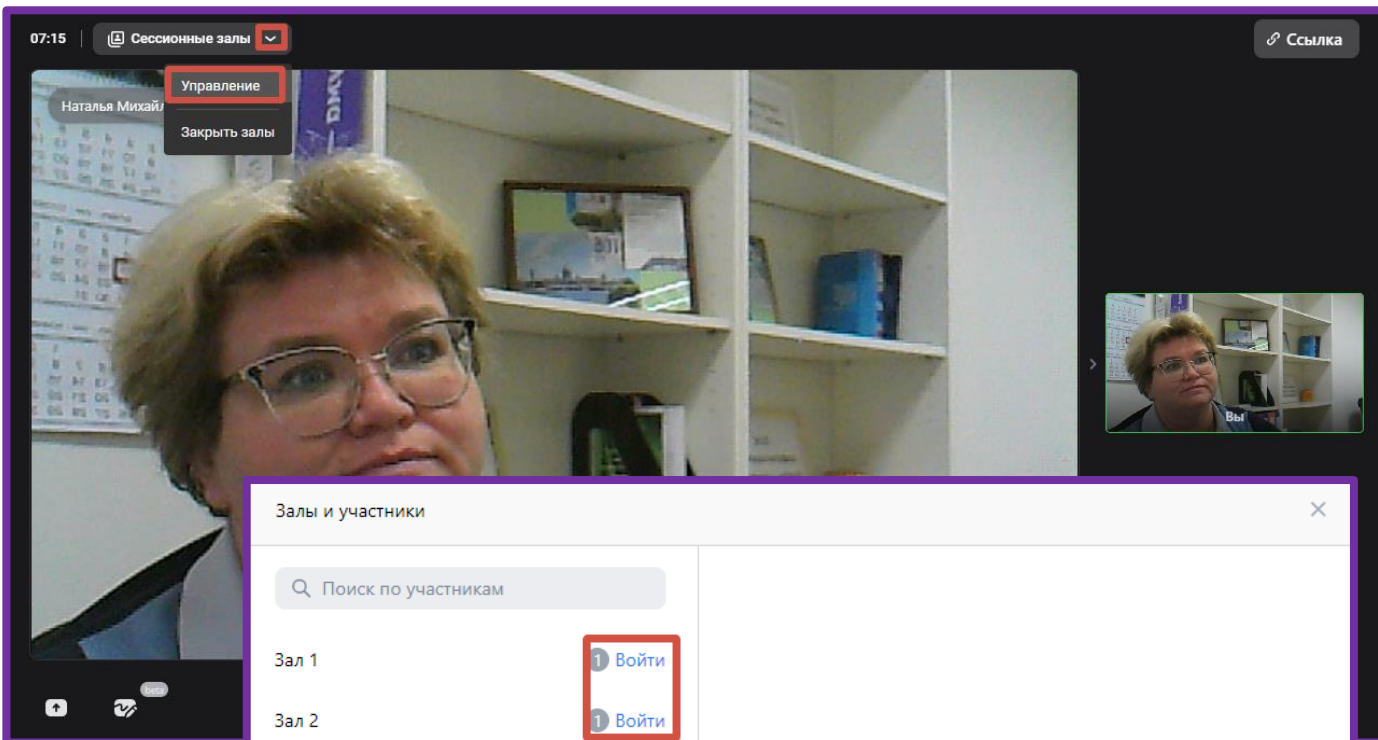 07:15 Сессионные залы
Ссылка
Управление
Наталья Михайл
Закрыть залы
Вы
Залы и участники
Поиск по участникам
Зал 1 1 Войти
beta
Зал 2 1 Войти